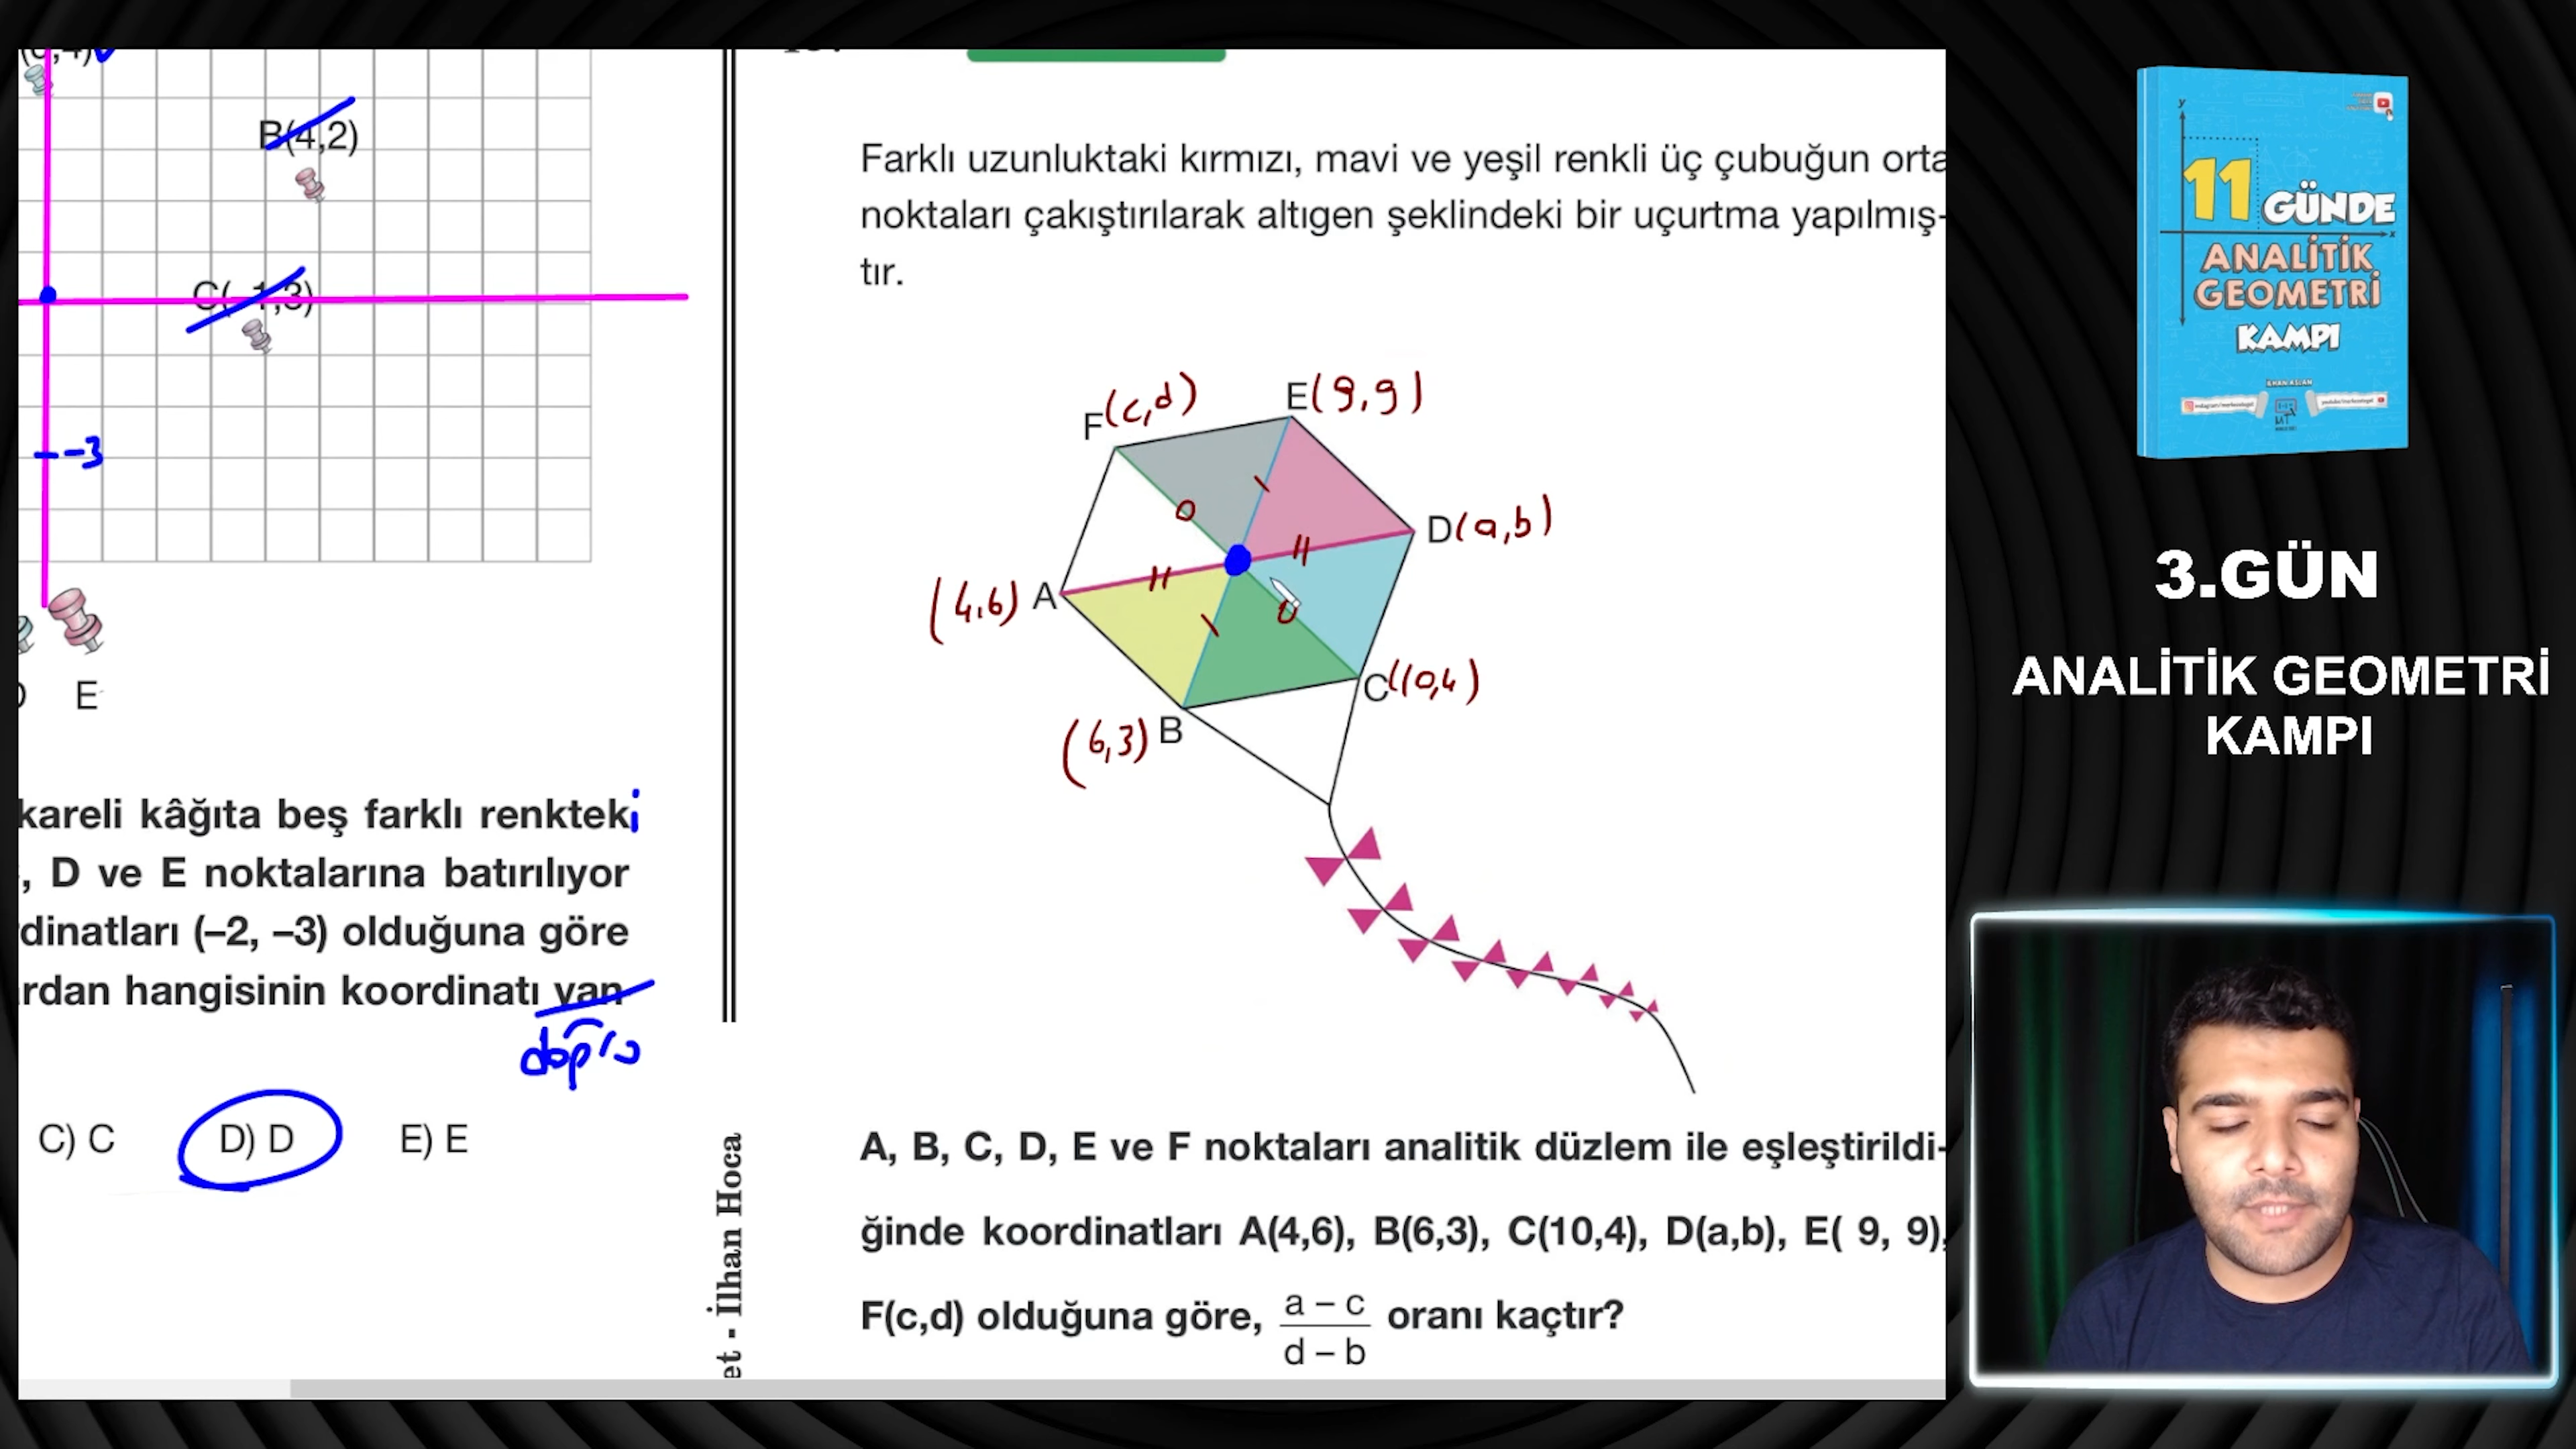 B(4,2)
C(-1,3)
-3
E
kareli kâğıta beş farklı renkteki
, D ve E noktalarına batırılıyor
dinatları (–2, –3) olduğuna göre
rdan hangisinin koordinatı yan
doğru
C) C D) D E) E
et · İlhan Hoca
Farklı uzunluktaki kırmızı, mavi ve yeşil renkli üç çubuğun orta
noktaları çakıştırılarak altıgen şeklindeki bir uçurtma yapılmış-
tır.
F(c,d) E(9,9)
D(a,b)
(4,6) A
C(10,4)
(6,3) B
A, B, C, D, E ve F noktaları analitik düzlem ile eşleştirildi-
ğinde koordinatları A(4,6), B(6,3), C(10,4), D(a,b), E( 9, 9),
F(c,d) olduğuna göre, a – c / d – b oranı kaçtır?
y
x
11 GÜNDE
ANALİTİK
GEOMETRİ
KAMPI
İLHAN ASLAN
3.GÜN
ANALİTİK GEOMETRİ
KAMPI